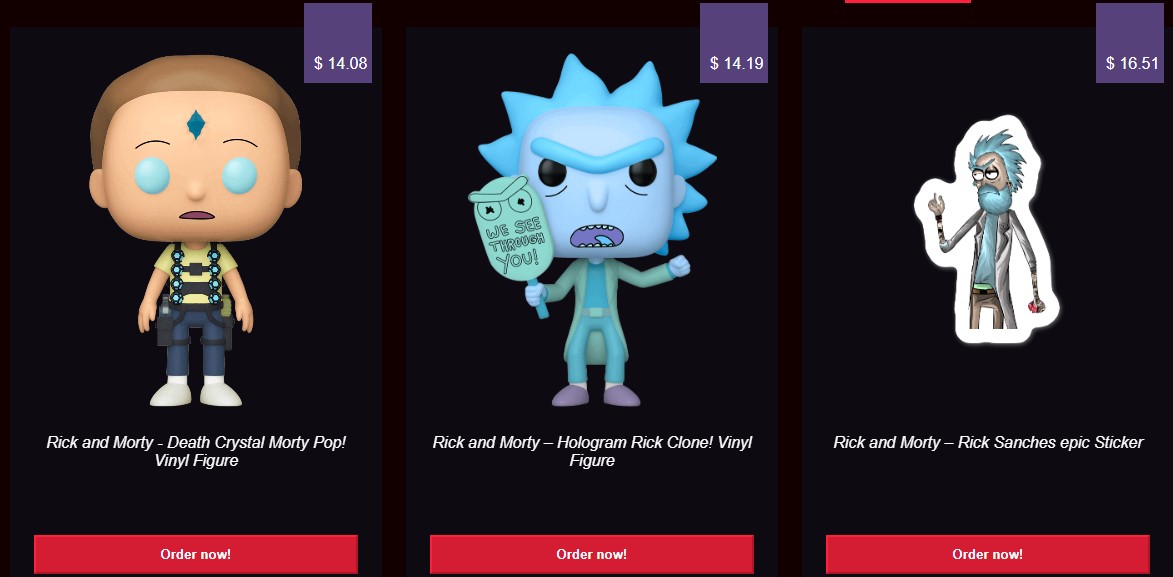 $ 14.08
$ 14.19
$ 16.51
WE SEE
THROUGH
YOU!
Rick and Morty - Death Crystal Morty Pop!
Vinyl Figure
Rick and Morty – Hologram Rick Clone! Vinyl
Figure
Rick and Morty – Rick Sanches epic Sticker
Order now!
Order now!
Order now!